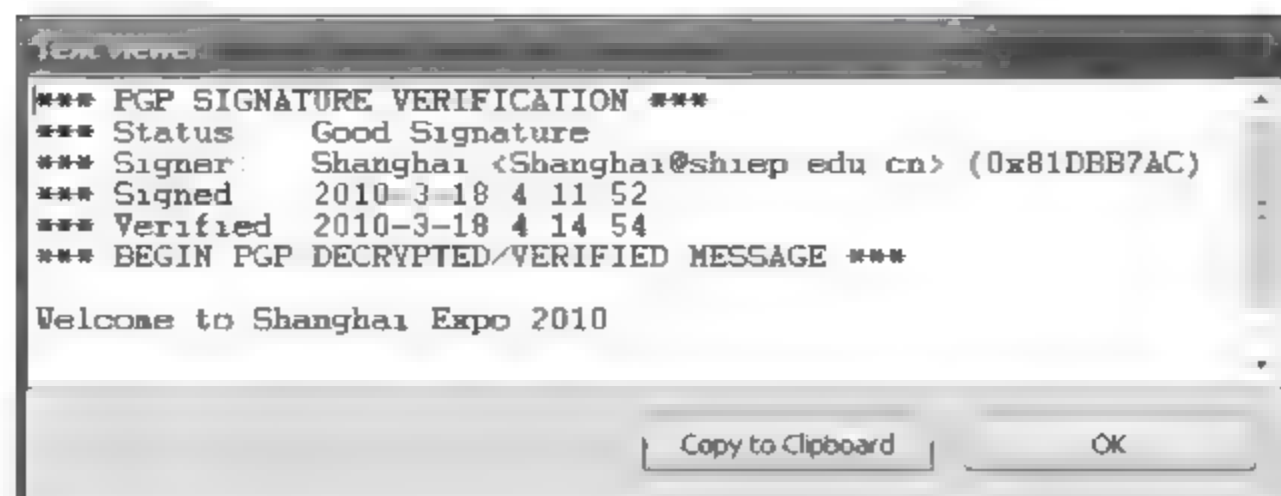 Text Viewer
*** PGP SIGNATURE VERIFICATION ***
*** Status Good Signature
*** Signer: Shanghai <Shanghai@shiep edu cn> (0x81DBB7AC)
*** Signed 2010-3-18 4 11 52
*** Verified 2010-3-18 4 14 54
*** BEGIN PGP DECRYPTED/VERIFIED MESSAGE ***
Welcome to Shanghai Expo 2010
Copy to Clipboard
OK